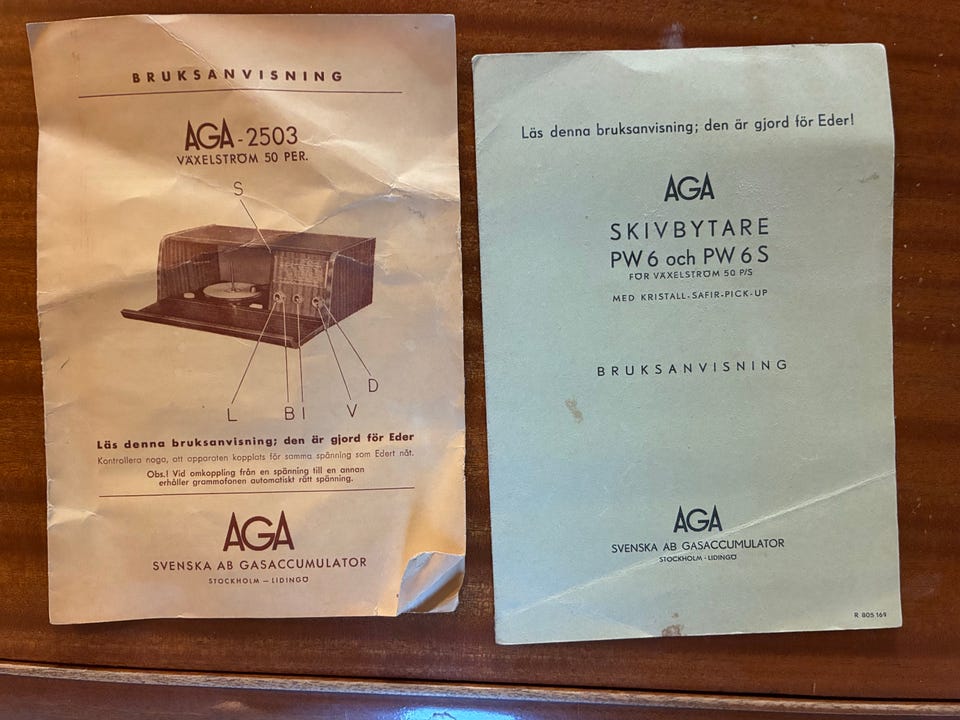 BRUKSANVISNING
AGA - 2503
VÄXELSTRÖM 50 PER.
S
L
B I
V
D
Läs denna bruksanvisning; den är gjord för Eder
Kontrollera noga, att apparaten kopplats för samma spänning som Edert nät.
Obs.! Vid omkoppling från en spänning till en annan
erhåller grammofonen automatiskt rätt spänning.
AGA
SVENSKA AB GASACCUMULATOR
STOCKHOLM — LIDINGÖ
Läs denna bruksanvisning; den är gjord för Eder!
AGA
SKIVBYTARE
PW 6 och PW 6 S
FÖR VÄXELSTRÖM 50 P/S
MED KRISTALL-SAFIR-PICK-UP
BRUKSANVISNING
AGA
SVENSKA AB GASACCUMULATOR
STOCKHOLM - LIDINGÖ
R 805 169